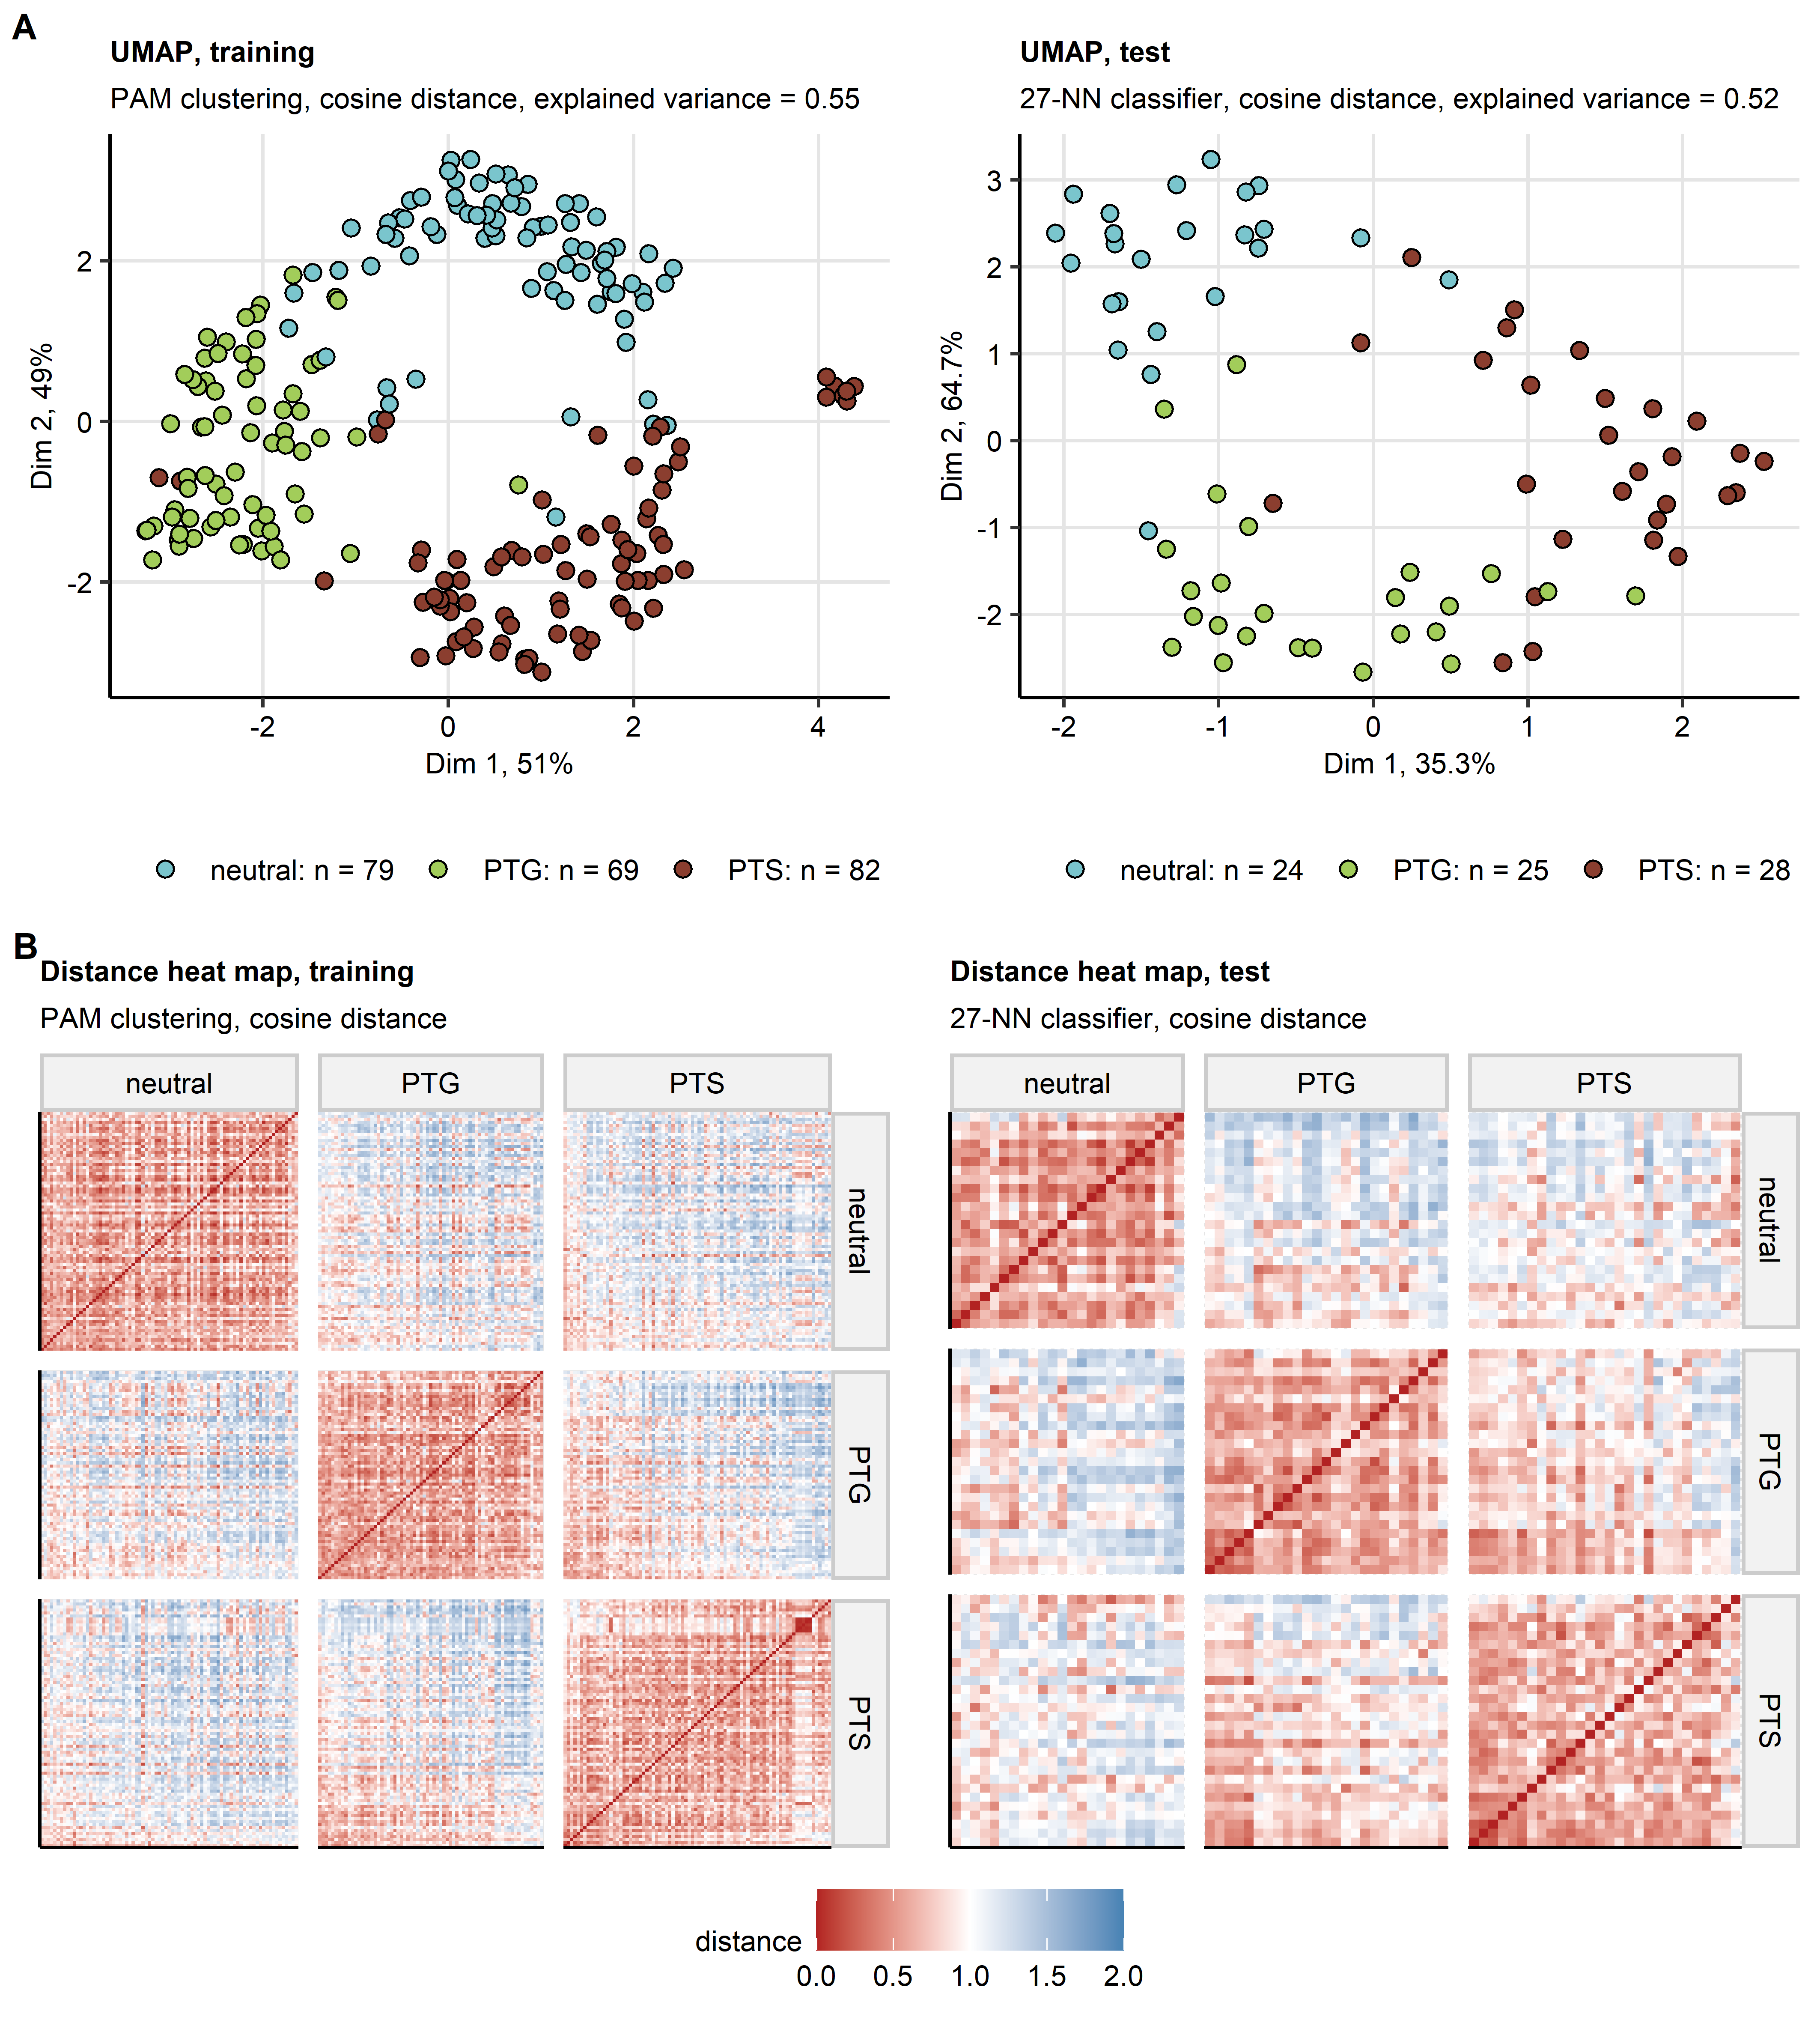 A
UMAP, training
PAM clustering, cosine distance, explained variance = 0.55
Dim 2, 49%
2
0
-2
-2
0
2
4
Dim 1, 51%
neutral: n = 79
PTG: n = 69
PTS: n = 82
UMAP, test
27-NN classifier, cosine distance, explained variance = 0.52
Dim 2, 64.7%
3
2
1
0
-1
-2
-2
-1
0
1
2
Dim 1, 35.3%
neutral: n = 24
PTG: n = 25
PTS: n = 28
B
Distance heat map, training
PAM clustering, cosine distance
neutral
PTG
PTS
neutral
PTG
PTS
Distance heat map, test
27-NN classifier, cosine distance
neutral
PTG
PTS
neutral
PTG
PTS
distance
0.0
0.5
1.0
1.5
2.0